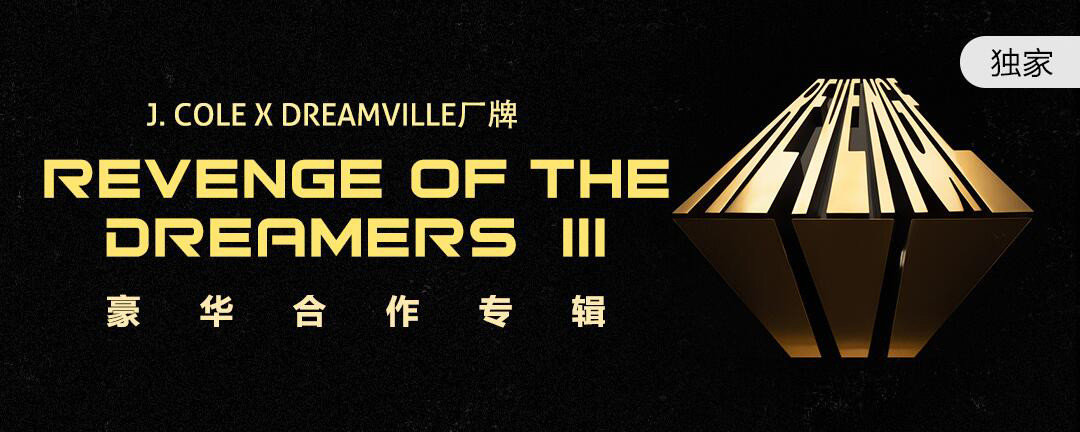 独家
J. COLE X DREAMVILLE厂牌
REVENGE OF THE
DREAMERS III
豪华合作专辑
REVENGE